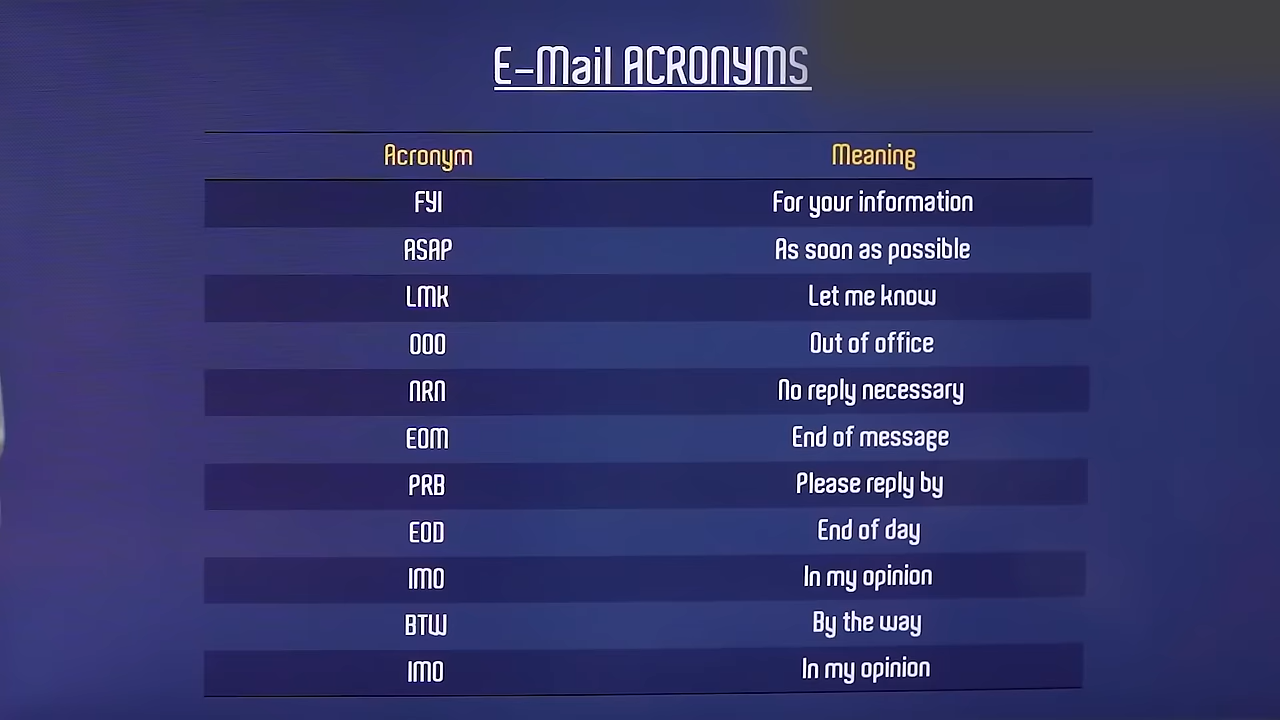 E-Mail ACRONYMS
Acronym Meaning
FYI For your information
ASAP As soon as possible
LMK Let me know
OOO Out of office
NRN No reply necessary
EOM End of message
PRB Please reply by
EOD End of day
IMO In my opinion
BTW By the way
IMO In my opinion